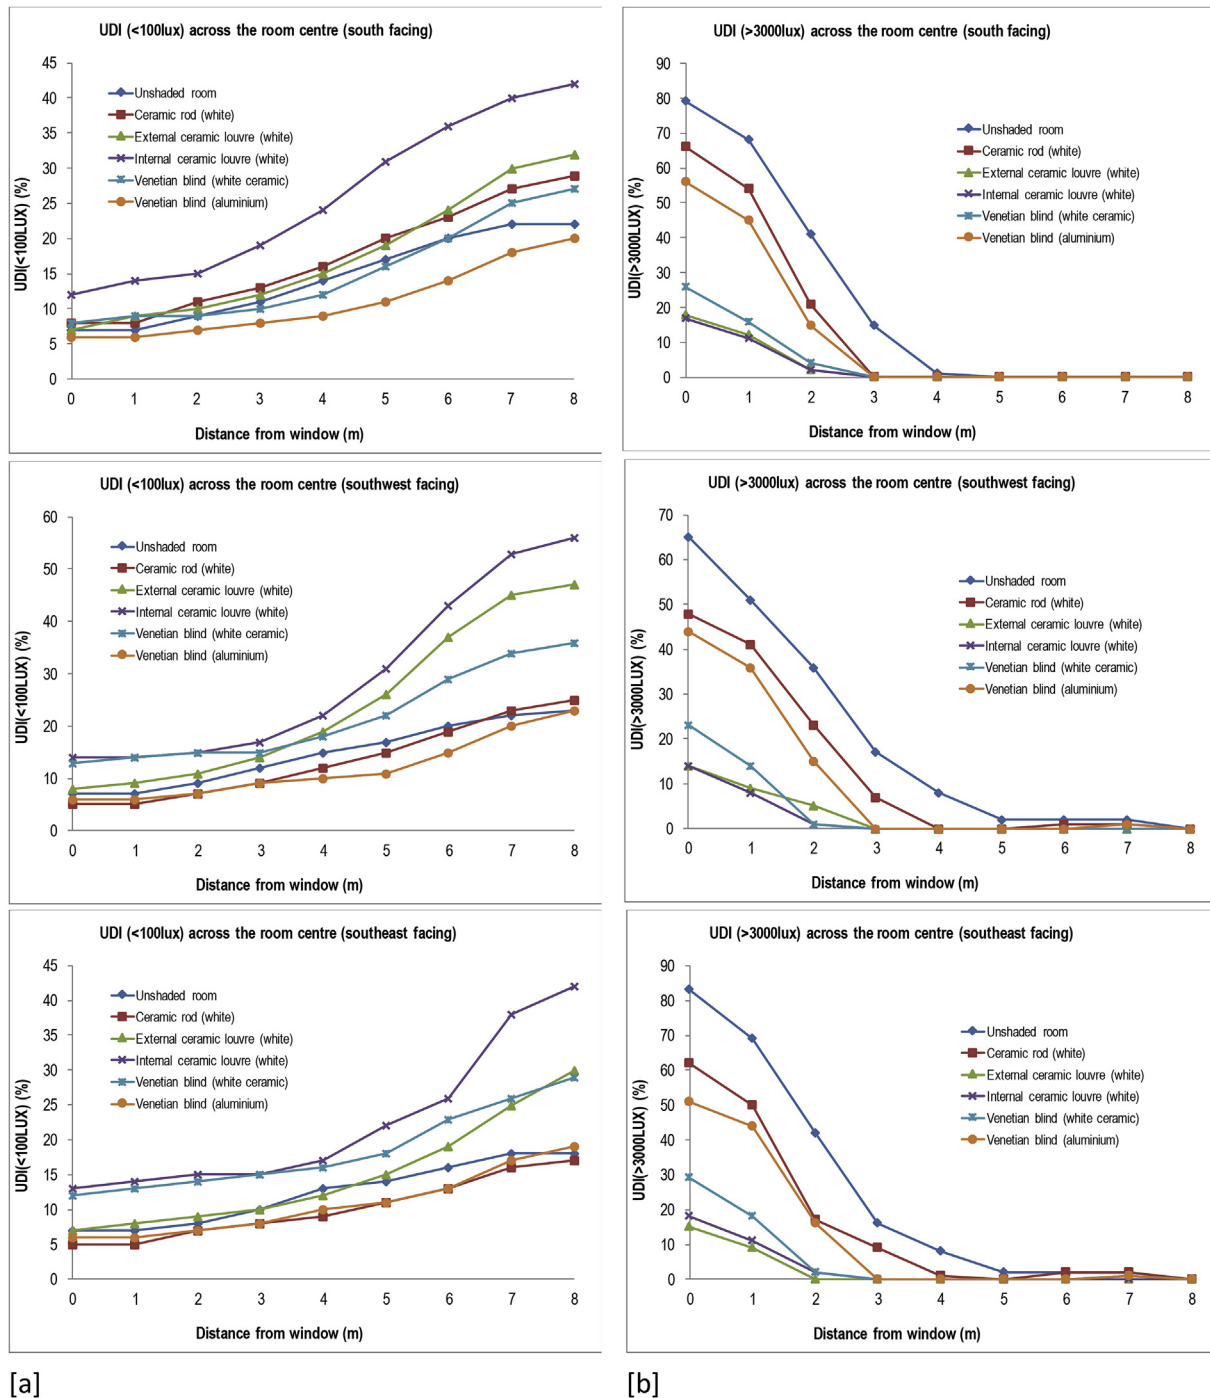 UDI (<100lux) across the room centre (south facing)
UDI(<100LUX) (%)
45
40
35
30
25
20
15
10
5
0
Unshaded room
Ceramic rod (white)
External ceramic louvre (white)
Internal ceramic louvre (white)
Venetian blind (white ceramic)
Venetian blind (aluminium)
0 1 2 3 4 5 6 7 8
Distance from window (m)
UDI (>3000lux) across the room centre (south facing)
UDI(>3000LUX) (%)
90
80
70
60
50
40
30
20
10
0
Unshaded room
Ceramic rod (white)
External ceramic louvre (white)
Internal ceramic louvre (white)
Venetian blind (white ceramic)
Venetian blind (aluminium)
0 1 2 3 4 5 6 7 8
Distance from window (m)
UDI (<100lux) across the room centre (southwest facing)
UDI(<100LUX) (%)
60
50
40
30
20
10
0
Unshaded room
Ceramic rod (white)
External ceramic louvre (white)
Internal ceramic louvre (white)
Venetian blind (white ceramic)
Venetian blind (aluminium)
0 1 2 3 4 5 6 7 8
Distance from window (m)
UDI (>3000lux) across the room centre (southwest facing)
UDI(>3000LUX) (%)
70
60
50
40
30
20
10
0
Unshaded room
Ceramic rod (white)
External ceramic louvre (white)
Internal ceramic louvre (white)
Venetian blind (white ceramic)
Venetian blind (aluminium)
0 1 2 3 4 5 6 7 8
Distance from window (m)
UDI (<100lux) across the room centre (southeast facing)
UDI(<100LUX) (%)
45
40
35
30
25
20
15
10
5
0
Unshaded room
Ceramic rod (white)
External ceramic louvre (white)
Internal ceramic louvre (white)
Venetian blind (white ceramic)
Venetian blind (aluminium)
0 1 2 3 4 5 6 7 8
Distance from window (m)
UDI (>3000lux) across the room centre (southeast facing)
UDI(>3000LUX) (%)
90
80
70
60
50
40
30
20
10
0
Unshaded room
Ceramic rod (white)
External ceramic louvre (white)
Internal ceramic louvre (white)
Venetian blind (white ceramic)
Venetian blind (aluminium)
0 1 2 3 4 5 6 7 8
Distance from window (m)
[a]
[b]